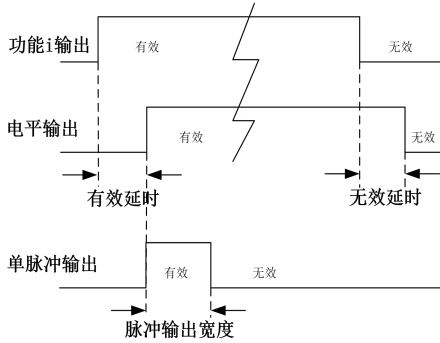 功能i输出
有效
无效
电平输出
有效
无效
有效延时
无效延时
单脉冲输出
有效
无效
脉冲输出宽度